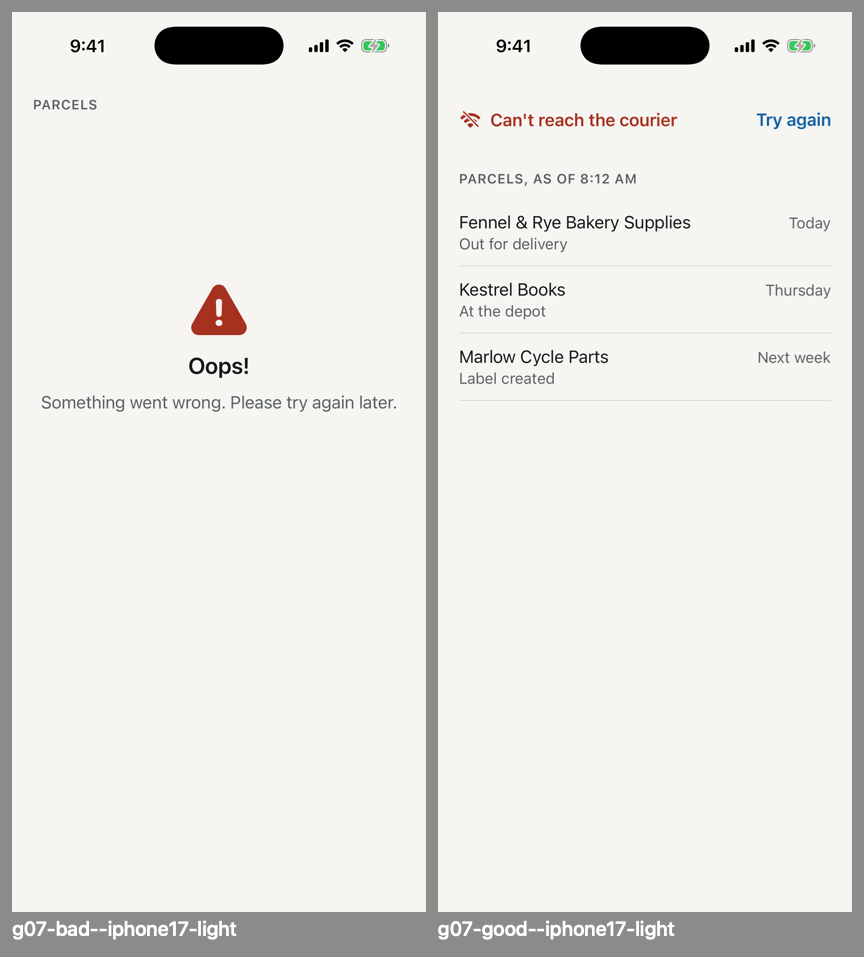 9:41
PARCELS
Oops!
Something went wrong. Please try again later.
g07-bad--iphone17-light
9:41
Can't reach the courier
Try again
PARCELS, AS OF 8:12 AM
Fennel & Rye Bakery Supplies
Today
Out for delivery
Kestrel Books
Thursday
At the depot
Marlow Cycle Parts
Next week
Label created
g07-good--iphone17-light